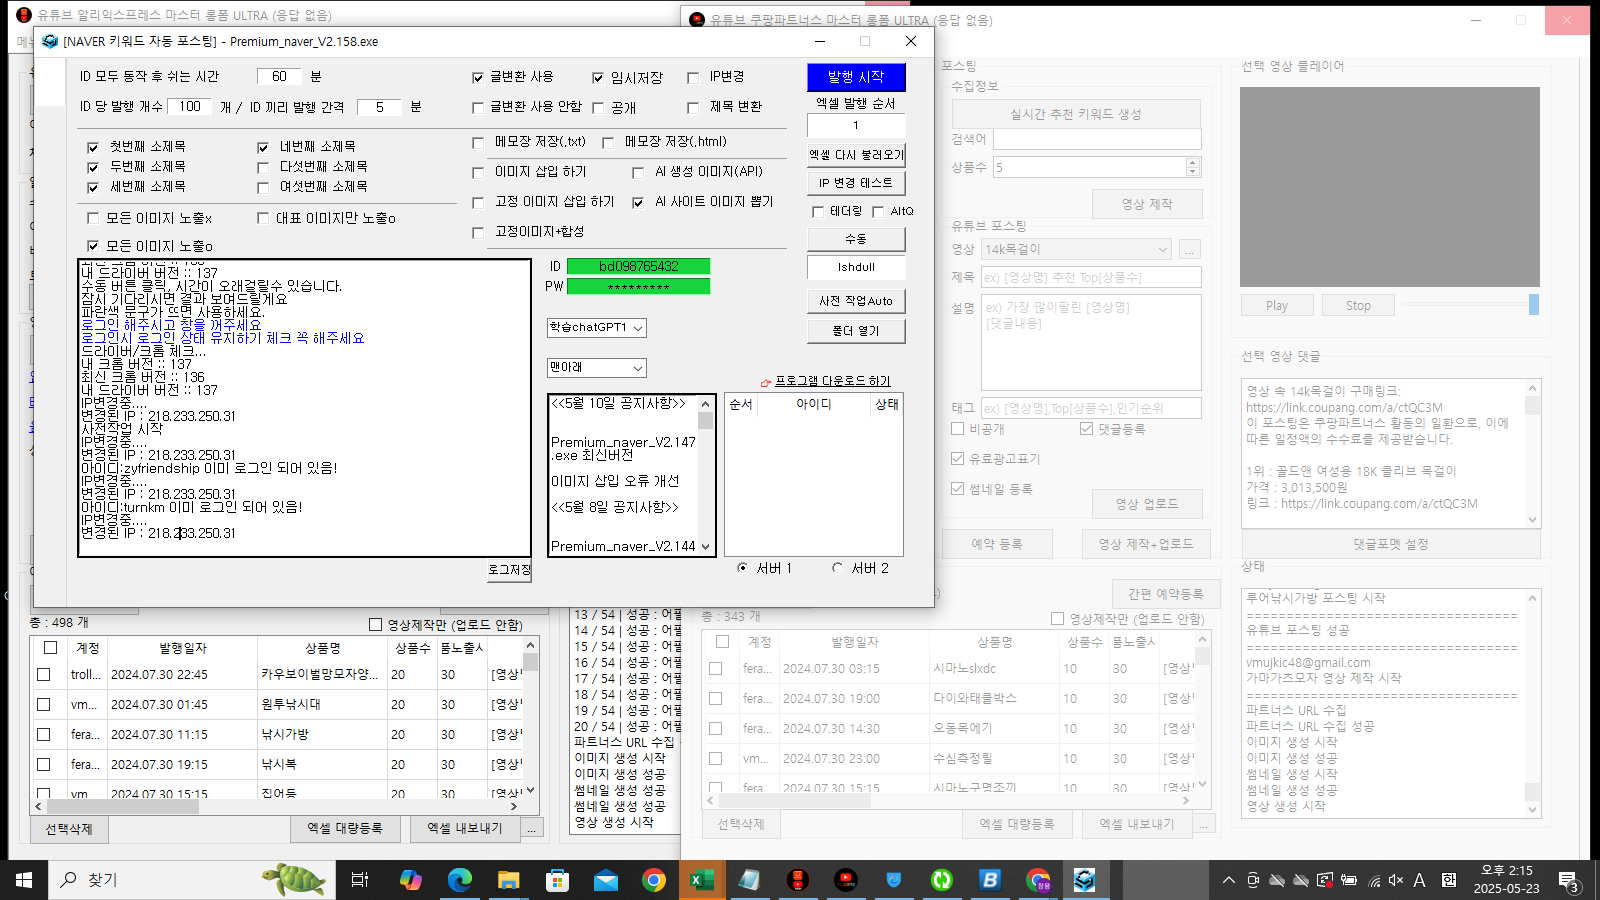 유튜브 알리익스프레스 마스터 롱폼 ULTRA (응답 없음)
유튜브 쿠팡파트너스 마스터 롱폼 ULTRA (응답 없음)
[NAVER 키워드 자동 포스팅] - Premium_naver_V2.158.exe
ID 모두 동작 후 쉬는 시간 60 분
ID 당 발행 개수 100 개 / ID 끼리 발행 간격 5 분
글변환 사용 임시저장 IP변경
글변환 사용 안함 공개 제목 변환
발행 시작
엑셀 발행 순서
1
엑셀 다시 불러오기
IP 변경 테스트
테더링 AltQ
수동
lshdull
사전 작업Auto
폴더 열기
첫번째 소제목 네번째 소제목
두번째 소제목 다섯번째 소제목
세번째 소제목 여섯번째 소제목
모든 이미지 노출x 대표 이미지만 노출o
모든 이미지 노출o
메모장 저장(.txt) 메모장 저장(.html)
이미지 삽입 하기 AI 생성 이미지(API)
고정 이미지 삽입 하기 AI 사이트 이미지 뽑기
고정이미지+합성
내 드라이버 버전 :: 137
수동 버튼 클릭, 시간이 오래걸릴수 있습니다.
잠시 기다리시면 결과 보여드릴게요
파란색 문구가 뜨면 사용하세요.
로그인 해주시고 창을 꺼주세요
로그인시 로그인 상태 유지하기 체크 꼭 해주세요
드라이버/크롬 체크...
내 크롬 버전 :: 137
최신 크롬 버전 :: 136
내 드라이버 버전 :: 137
IP변경중....
변경된 IP : 218.233.250.31
사전작업 시작
IP변경중....
변경된 IP : 218.233.250.31
아이디:zyfriendship 이미 로그인 되어 있음!
IP변경중....
변경된 IP : 218.233.250.31
아이디:turnkm 이미 로그인 되어 있음!
IP변경중....
변경된 IP : 218.233.250.31
로그저장
ID bd098765432
PW *********
학습chatGPT1
맨아래
프로그램 다운로드 하기
<<5월 10일 공지사항>>
Premium_naver_V2.147
.exe 최신버전
이미지 삽입 오류 개선
<<5월 8일 공지사항>>
Premium_naver_V2.144
순서 아이디 상태
서버 1 서버 2
포스팅
수집정보
실시간 추천 키워드 생성
검색어
상품수 5
영상 제작
유튜브 포스팅
영상 14k목걸이 ...
제목 ex) [영상명] 추천 Top[상품수]
설명 ex) 가장 많이팔린 [영상명]
[댓글내용]
태그 ex) [영상명],Top[상품수],인기순위
비공개 댓글등록
유료광고표기
썸네일 등록
영상 업로드
예약 등록 영상 제작+업로드
선택 영상 플레이어
Play Stop
선택 영상 댓글
영상 속 14k목걸이 구매링크:
https://link.coupang.com/a/ctQC3M
이 포스팅은 쿠팡파트너스 활동의 일환으로, 이에
따른 일정액의 수수료를 제공받습니다.
1위 : 골드앤 여성용 18K 클리브 목걸이
가격 : 3,013,500원
링크 : https://link.coupang.com/a/ctQC3M
댓글포멧 설정
상태
루어낚시가방 포스팅 시작
==================================
유튜브 포스팅 성공
==================================
vmujkic48@gmail.com
가마가츠모자 영상 제작 시작
==================================
파트너스 URL 수집
파트너스 URL 수집 성공
이미지 생성 시작
이미지 생성 성공
썸네일 생성 시작
썸네일 생성 성공
영상 생성 시작
총 : 498 개 영상제작만 (업로드 안함)
계정 발행일자 상품명 상품수 품노출시
troll... 2024.07.30 22:45 카우보이벌망모자양... 20 30 [영상
vm... 2024.07.30 01:45 원투낚시대 20 30 [영상
fera... 2024.07.30 11:15 낚시가방 20 30 [영상
fera... 2024.07.30 19:15 낚시복 20 30 [영상
vm 2024.07.30 15:15 집어등 20 30 [영상
선택삭제 엑셀 대량등록 엑셀 내보내기 ...
13 / 54 | 성공 : 어필
14 / 54 | 성공 : 어필
15 / 54 | 성공 : 어필
16 / 54 | 성공 : 어필
17 / 54 | 성공 : 어필
18 / 54 | 성공 : 어필
19 / 54 | 성공 : 어필
20 / 54 | 성공 : 어필
파트너스 URL 수집
이미지 생성 시작
이미지 생성 성공
썸네일 생성 성공
썸네일 생성 성공
영상 생성 시작
간편 예약등록
총 : 343 개 영상제작만 (업로드 안함)
계정 발행일자 상품명 상품수 품노출시
fera... 2024.07.30 03:15 시마노slxdc 10 30 [영상
fera... 2024.07.30 19:00 다이와태클박스 10 30 [영상
fera... 2024.07.30 14:30 오동목에기 10 30 [영상
vm... 2024.07.30 23:00 수심측정릴 10 30 [영상
fera 2024.07.30 15:15 시마노구명조끼 10 30 [영상
선택삭제 엑셀 대량등록 엑셀 내보내기 ...
찾기
A 한
오후 2:15
2025-05-23
3